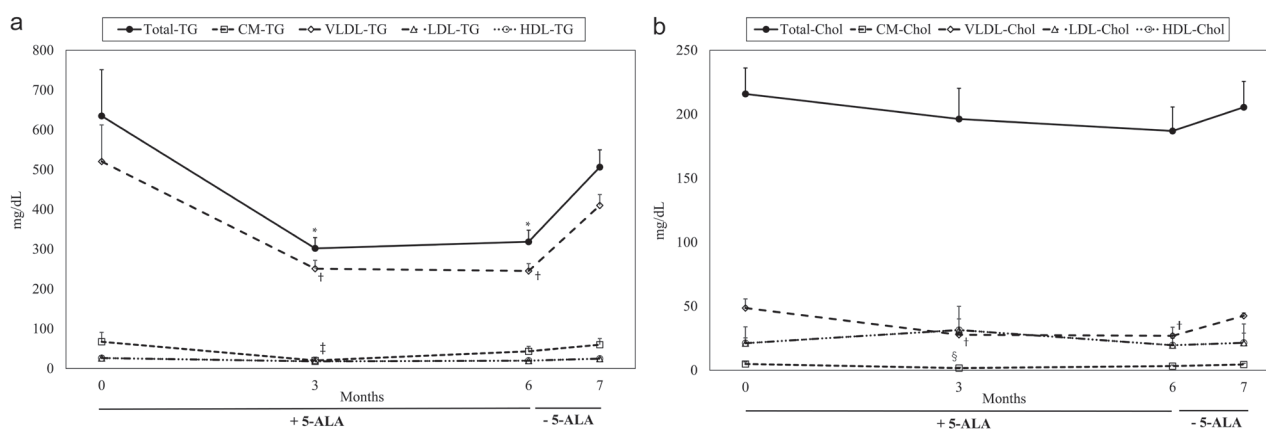 a
Total-TG CM-TG VLDL-TG LDL-TG HDL-TG
800
700
600
500
400
300
200
100
0
mg/dL
*
*
†
†
‡
0 3 6 7
Months
+ 5-ALA - 5-ALA
b
Total-Chol CM-Chol VLDL-Chol LDL-Chol HDL-Chol
250
200
150
100
50
0
mg/dL
†
†
§
0 3 6 7
Months
+ 5-ALA - 5-ALA